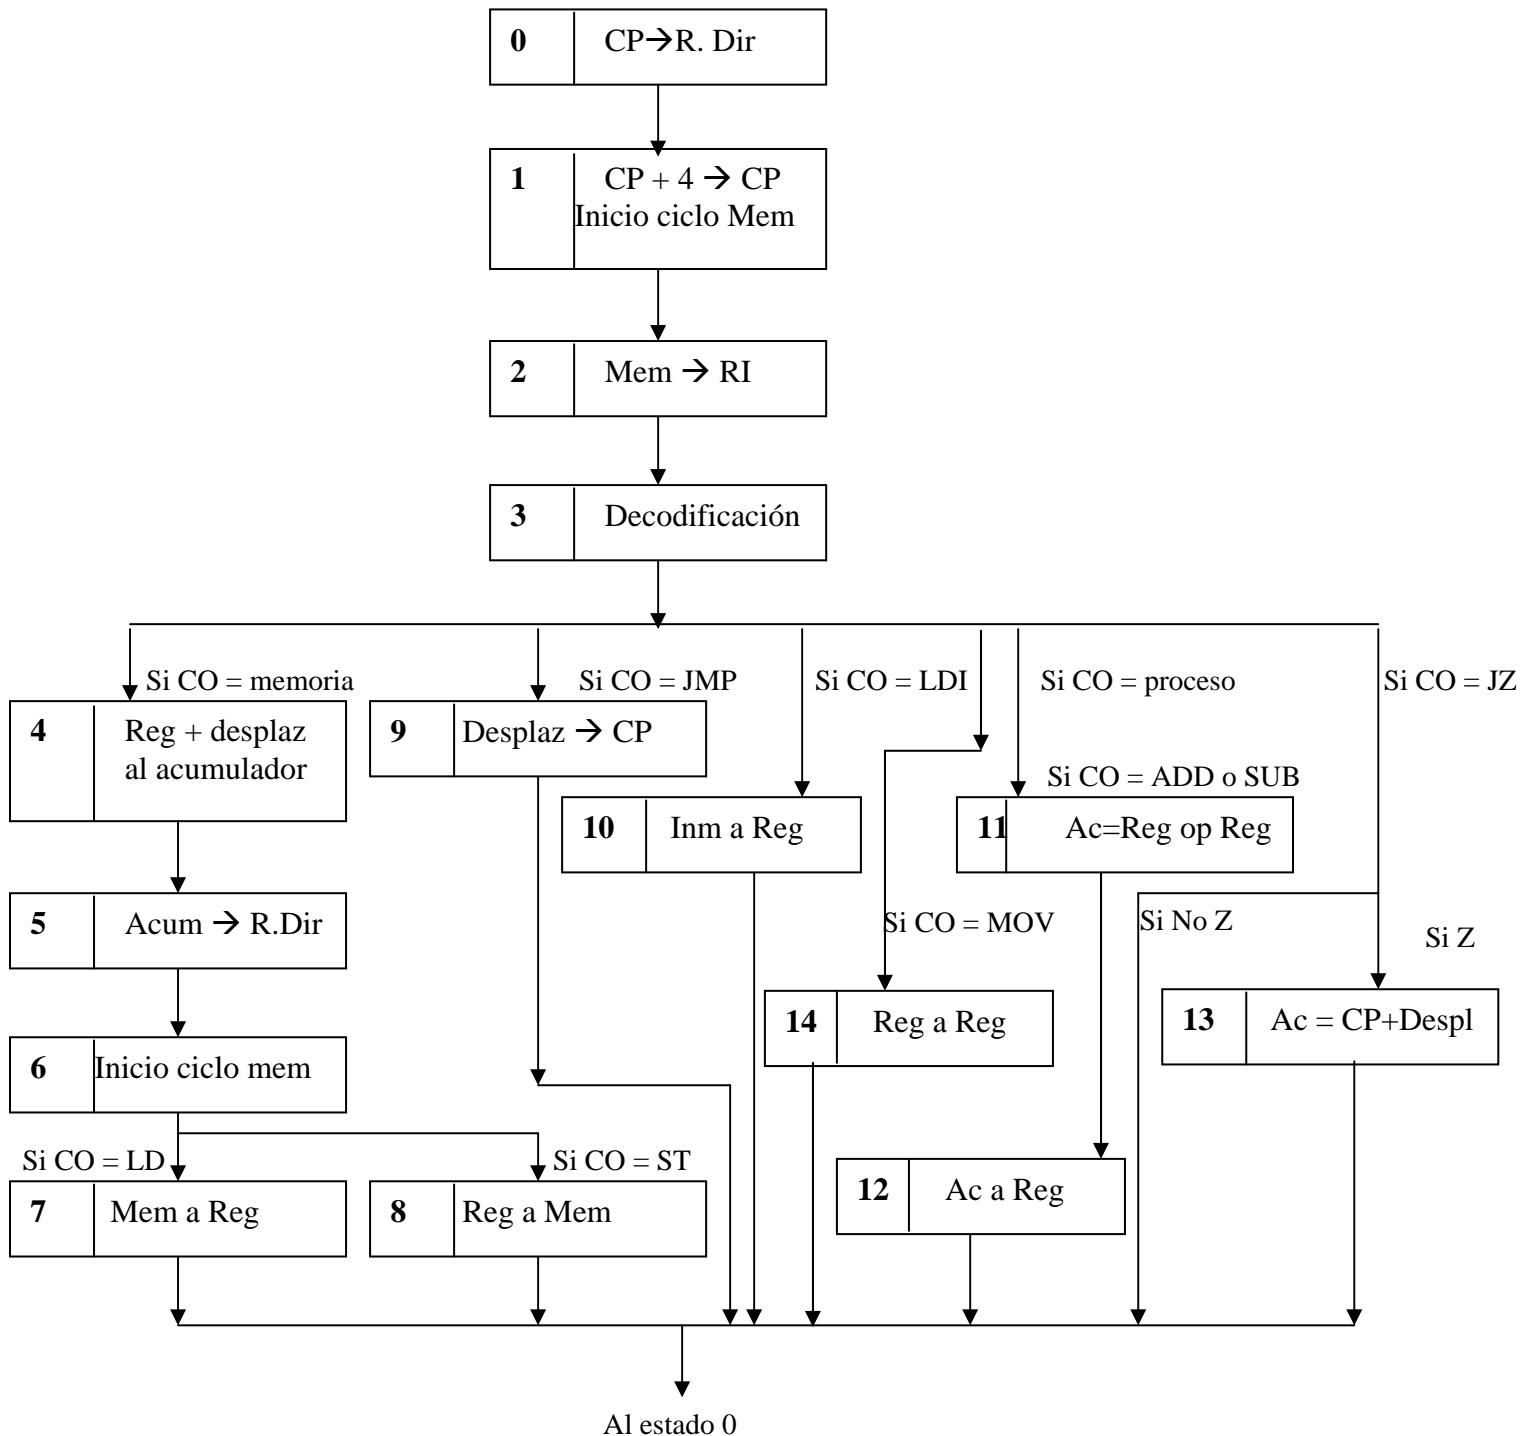 0 CP→R. Dir
1 CP + 4 → CP
Inicio ciclo Mem
2 Mem → RI
3 Decodificación
Si CO = memoria
Si CO = JMP
Si CO = LDI
Si CO = proceso
Si CO = JZ
4 Reg + desplaz
al acumulador
9 Desplaz → CP
Si CO = ADD o SUB
10 Inm a Reg
11 Ac=Reg op Reg
5 Acum → R.Dir
Si CO = MOV
Si No Z
Si Z
14 Reg a Reg
13 Ac = CP+Despl
6 Inicio ciclo mem
Si CO = LD
Si CO = ST
7 Mem a Reg
8 Reg a Mem
12 Ac a Reg
Al estado 0